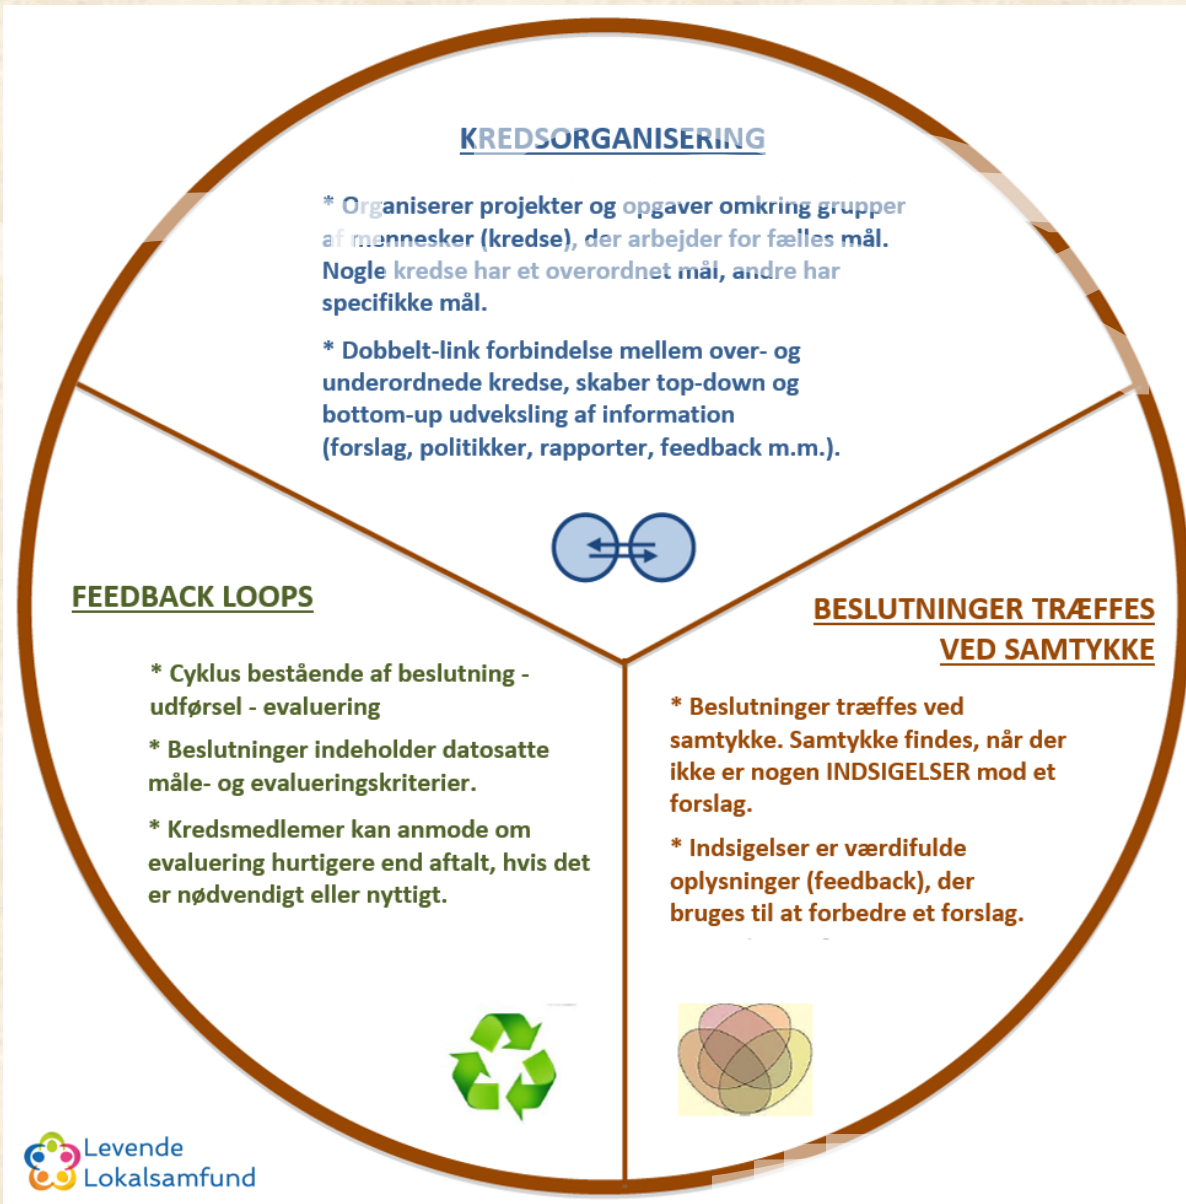 KREDSORGANISERING
* Organiserer projekter og opgaver omkring grupper
af mennesker (kredse), der arbejder for fælles mål.
Nogle kredse har et overordnet mål, andre har
specifikke mål.
* Dobbelt-link forbindelse mellem over- og
underordnede kredse, skaber top-down og
bottom-up udveksling af information
(forslag, politikker, rapporter, feedback m.m.).
FEEDBACK LOOPS
* Cyklus bestående af beslutning -
udførsel - evaluering
* Beslutninger indeholder datosatte
måle- og evalueringskriterier.
* Kredsmedlemer kan anmode om
evaluering hurtigere end aftalt, hvis det
er nødvendigt eller nyttigt.
BESLUTNINGER TRÆFFES
VED SAMTYKKE
* Beslutninger træffes ved
samtykke. Samtykke findes, når der
ikke er nogen INDSIGELSER mod et
forslag.
* Indsigelser er værdifulde
oplysninger (feedback), der
bruges til at forbedre et forslag.
Levende
Lokalsamfund